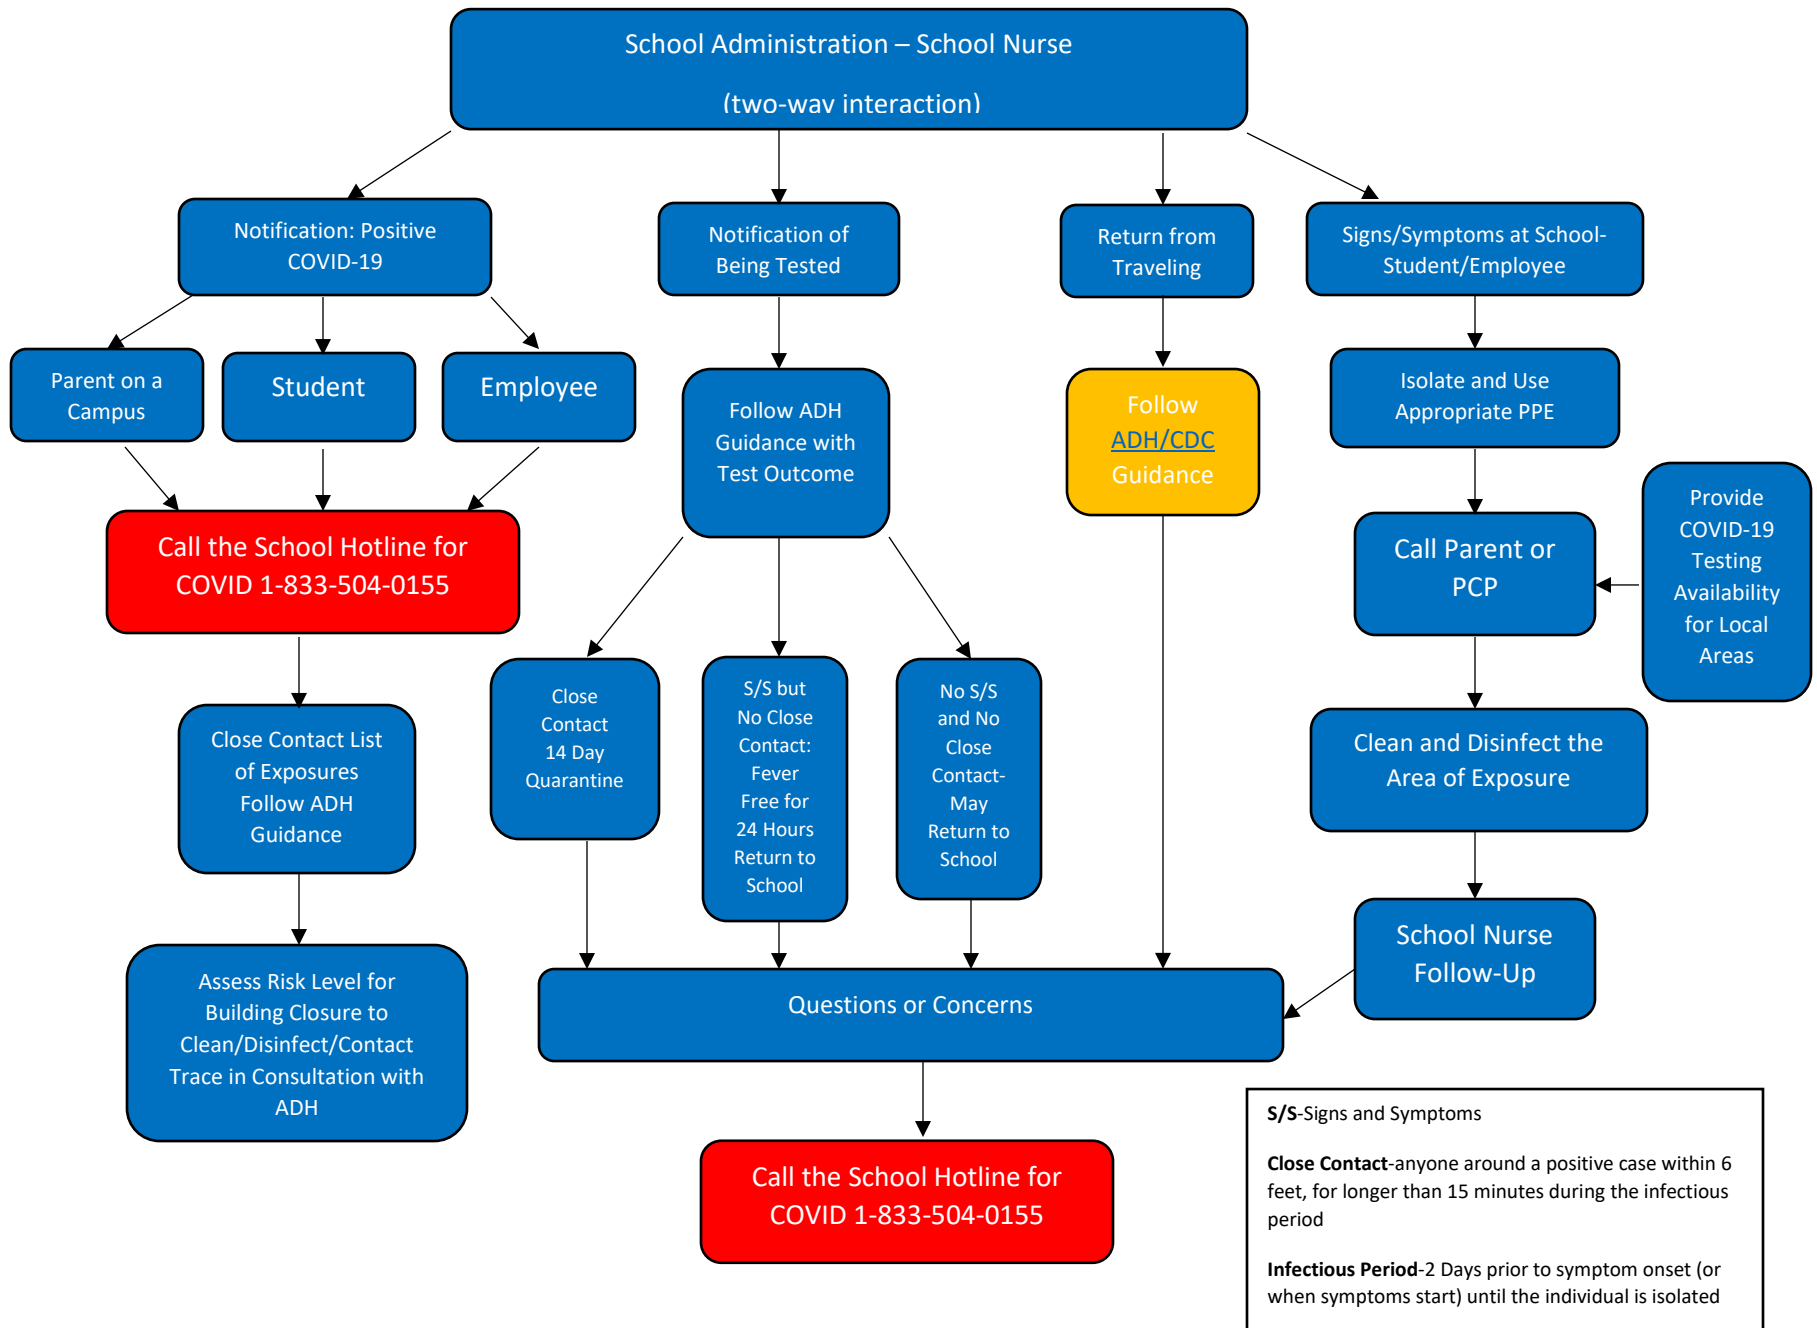 School Administration – School Nurse
(two-way interaction)
Notification: Positive
COVID-19
Notification of
Being Tested
Return from
Traveling
Signs/Symptoms at School-
Student/Employee
Parent on a
Campus
Student
Employee
Follow ADH
Guidance with
Test Outcome
Follow
ADH/CDC
Guidance
Isolate and Use
Appropriate PPE
Call the School Hotline for
COVID 1-833-504-0155
Call Parent or
PCP
Provide
COVID-19
Testing
Availability
for Local
Areas
Close Contact List
of Exposures
Follow ADH
Guidance
Close
Contact
14 Day
Quarantine
S/S but
No Close
Contact:
Fever
Free for
24 Hours
Return to
School
No S/S
and No
Close
Contact-
May
Return to
School
Clean and Disinfect the
Area of Exposure
School Nurse
Follow-Up
Assess Risk Level for
Building Closure to
Clean/Disinfect/Contact
Trace in Consultation with
ADH
Questions or Concerns
Call the School Hotline for
COVID 1-833-504-0155
S/S-Signs and Symptoms
Close Contact-anyone around a positive case within 6
feet, for longer than 15 minutes during the infectious
period
Infectious Period-2 Days prior to symptom onset (or
when symptoms start) until the individual is isolated